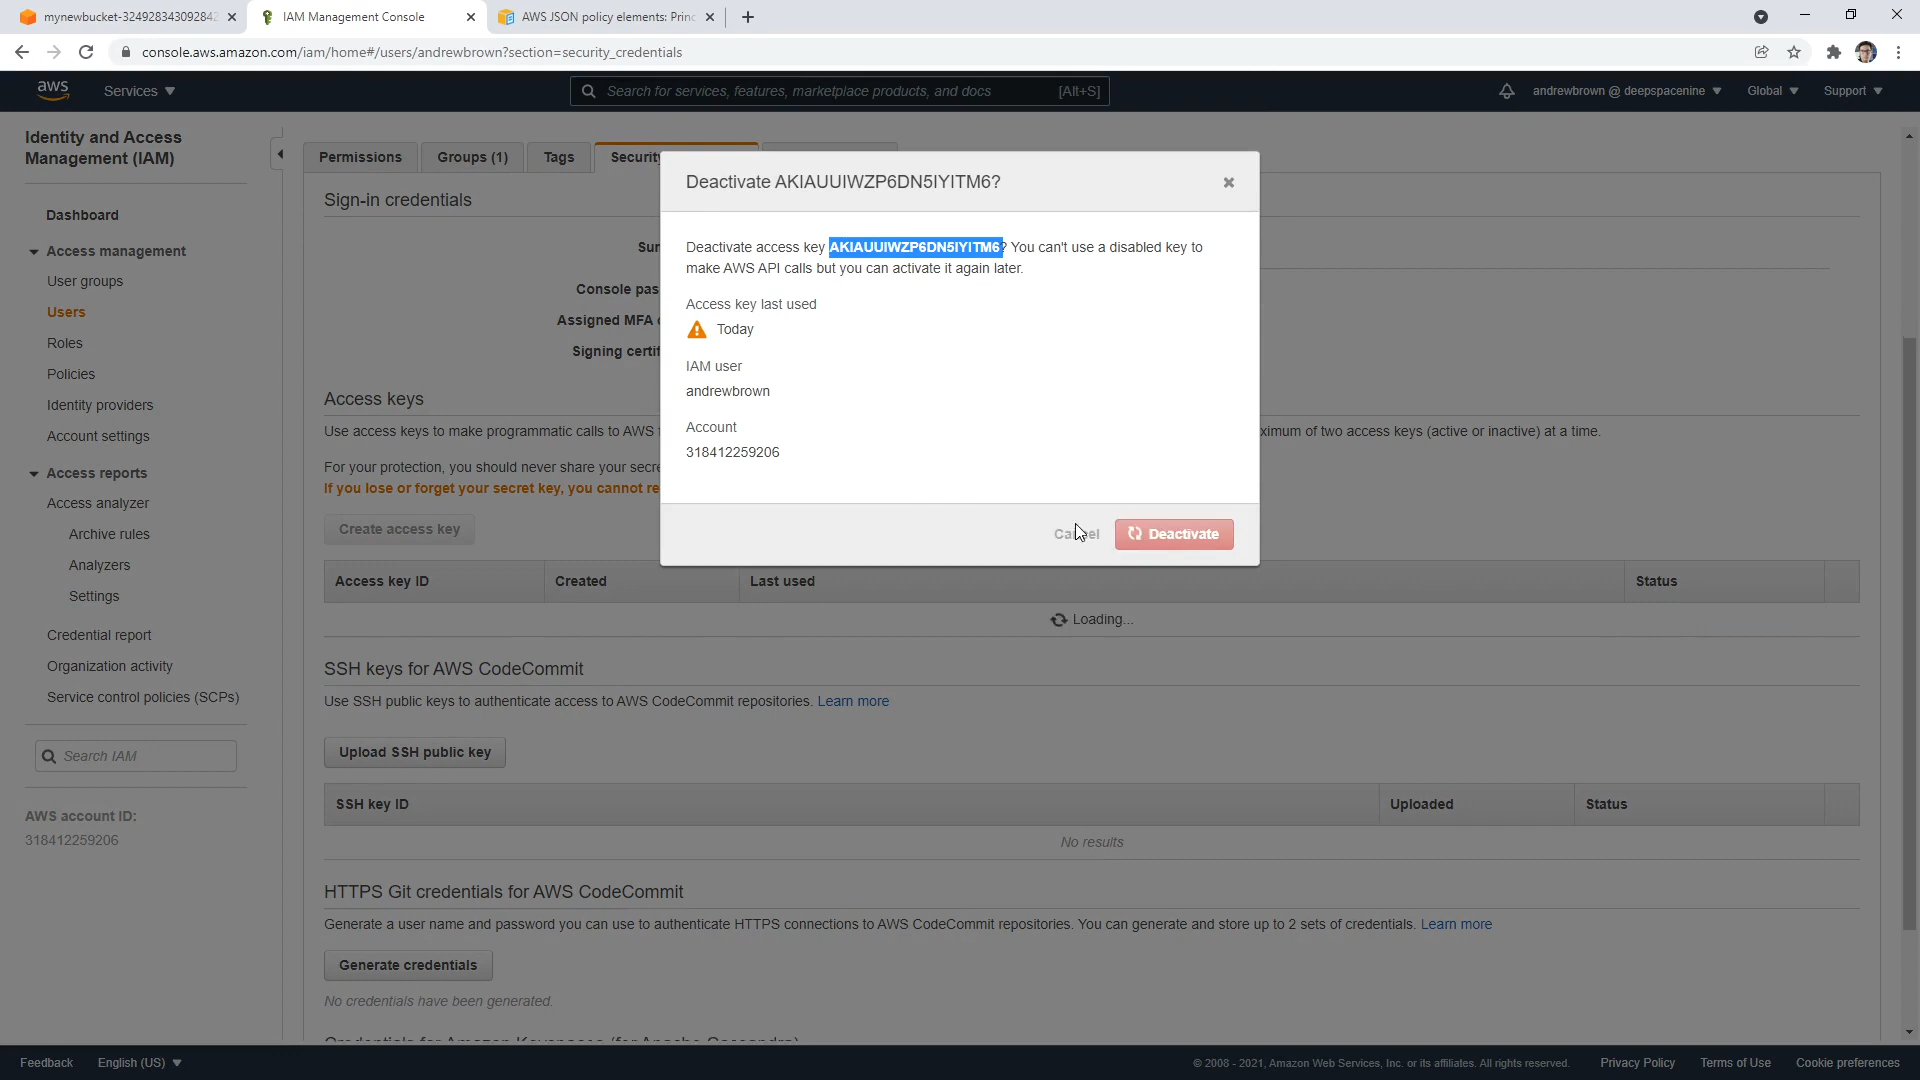 mynewbucket-32492834309284
IAM Management Console
AWS JSON policy elements: Princ
console.aws.amazon.com/iam/home#/users/andrewbrown?section=security_credentials
aws
Services
Search for services, features, marketplace products, and docs
[Alt+S]
andrewbrown @ deepspacenine
Global
Support
Identity and Access
Management (IAM)
Dashboard
Access management
User groups
Users
Roles
Policies
Identity providers
Account settings
Access reports
Access analyzer
Archive rules
Analyzers
Settings
Credential report
Organization activity
Service control policies (SCPs)
Search IAM
AWS account ID:
318412259206
Permissions
Groups (1)
Tags
Security
Sign-in credentials
Console pas
Assigned MFA
Signing certif
Access keys
Use access keys to make programmatic calls to AWS
ximum of two access keys (active or inactive) at a time.
For your protection, you should never share your secre
If you lose or forget your secret key, you cannot re
Create access key
Access key ID
Created
Last used
Status
Loading...
SSH keys for AWS CodeCommit
Use SSH public keys to authenticate access to AWS CodeCommit repositories. Learn more
Upload SSH public key
SSH key ID
Uploaded
Status
No results
HTTPS Git credentials for AWS CodeCommit
Generate a user name and password you can use to authenticate HTTPS connections to AWS CodeCommit repositories. You can generate and store up to 2 sets of credentials. Learn more
Generate credentials
No credentials have been generated.
Deactivate AKIAUUIWZP6DN5IYITM6?
Deactivate access key AKIAUUIWZP6DN5IYITM6? You can't use a disabled key to
make AWS API calls but you can activate it again later.
Access key last used
Today
IAM user
andrewbrown
Account
318412259206
Cancel
Deactivate
Feedback
English (US)
© 2008 - 2021, Amazon Web Services, Inc. or its affiliates. All rights reserved.
Privacy Policy
Terms of Use
Cookie preferences